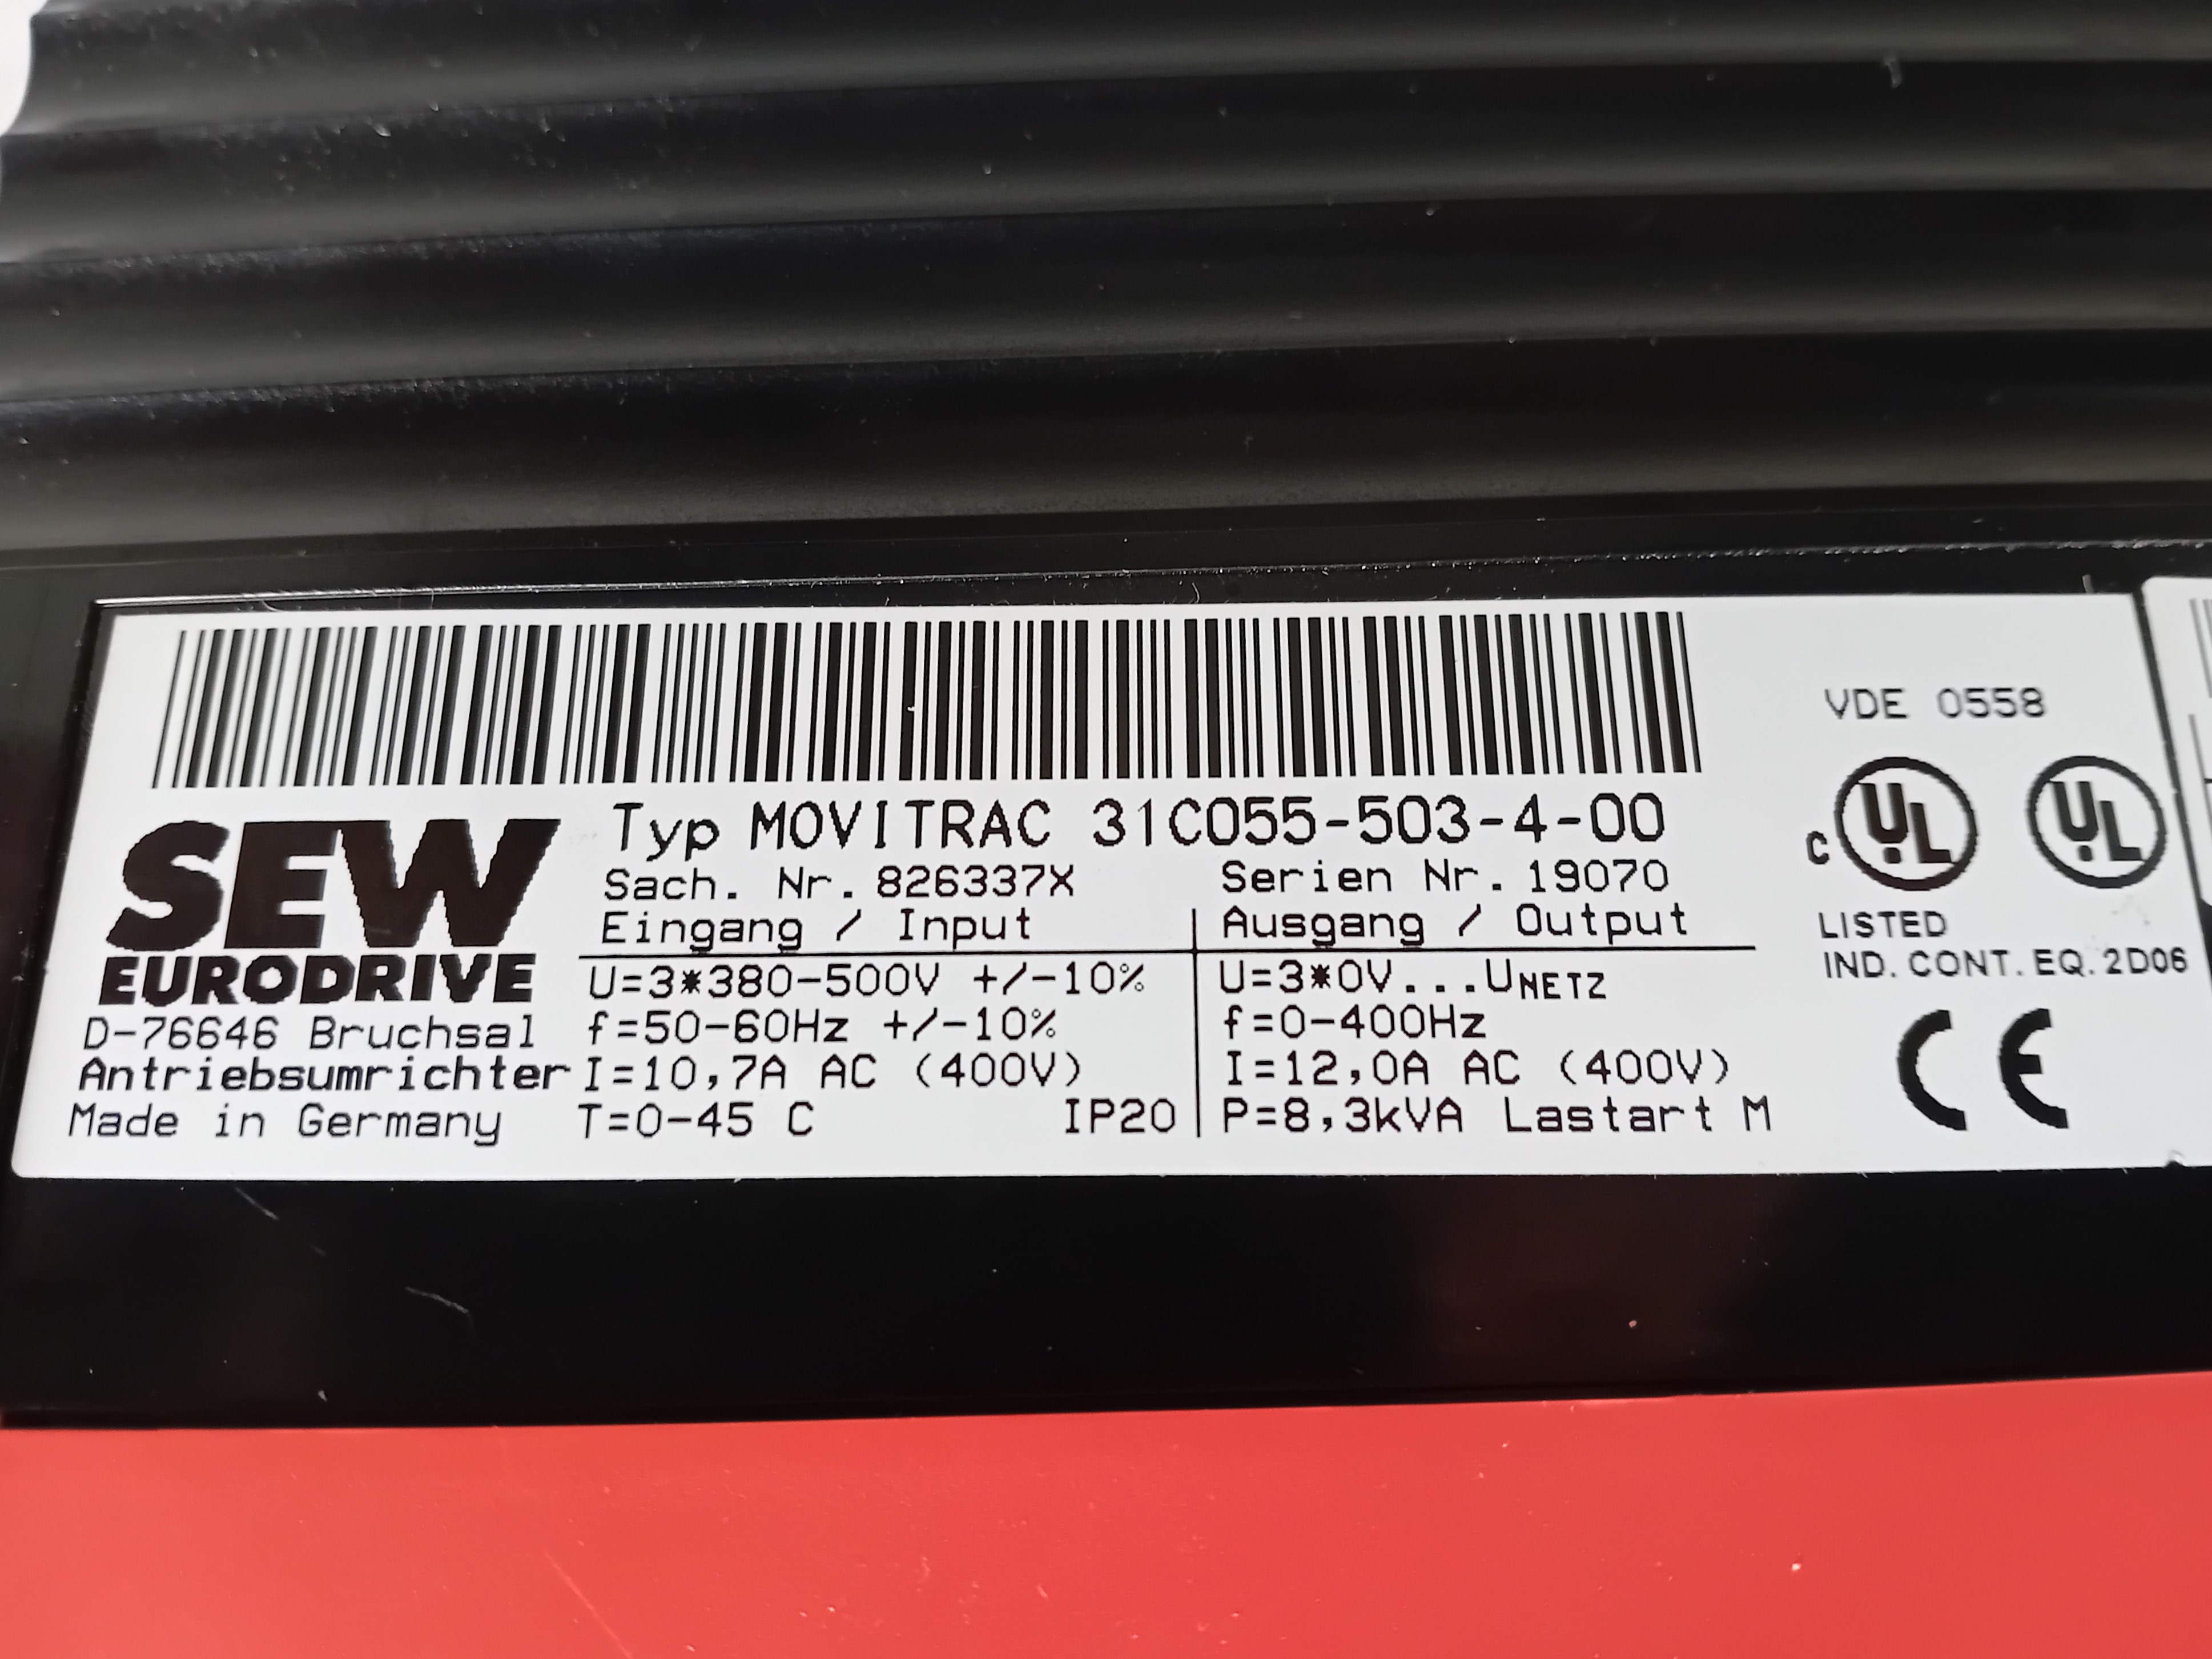 VDE 0558
SEW
EURODRIVE
D-76646 Bruchsal
Antriebsumrichter
Made in Germany
Typ MOVITRAC 31C055-503-4-00
Sach. Nr. 826337X
Serien Nr. 19070
Eingang / Input
U=3*380-500V +/-10%
f=50-60Hz +/-10%
I=10,7A AC (400V)
T=0-45 C IP20
Ausgang / Output
U=3*0V...UNETZ
f=0-400Hz
I=12,0A AC (400V)
P=8,3kVA Lastart M
C UL UL
LISTED
IND. CONT. EQ. 2D06
CE